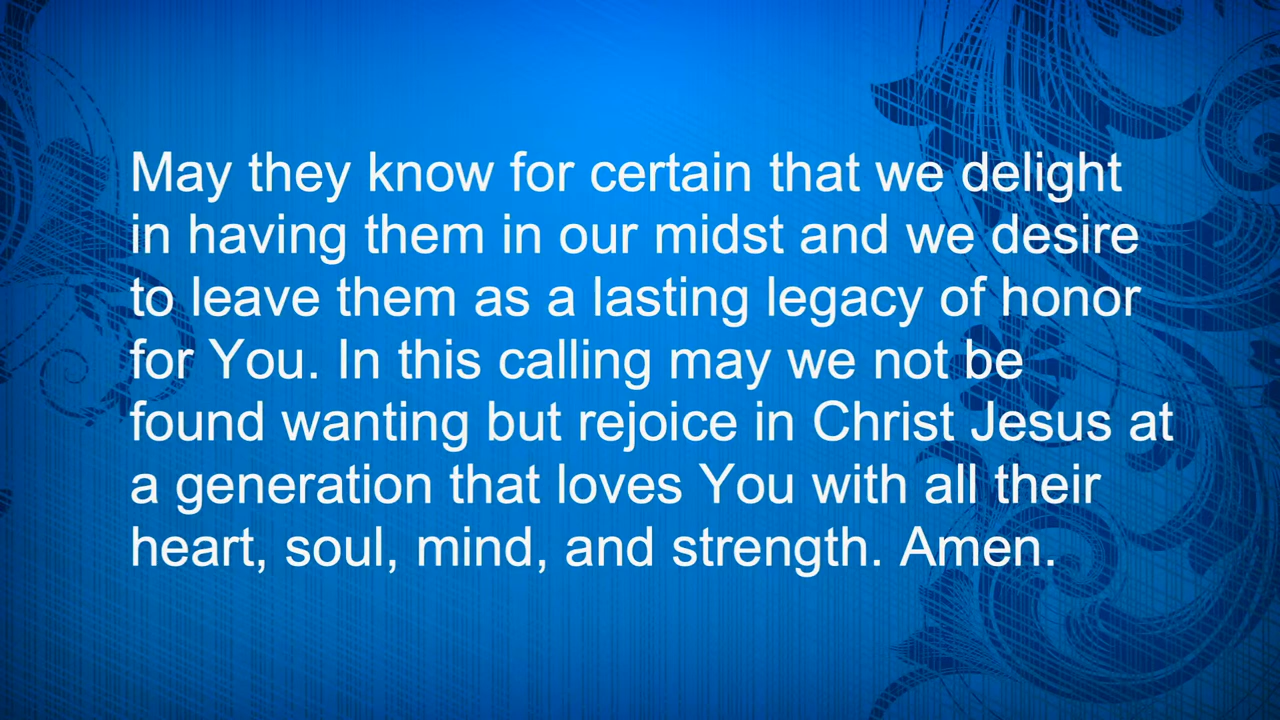 May they know for certain that we delight
in having them in our midst and we desire
to leave them as a lasting legacy of honor
for You. In this calling may we not be
found wanting but rejoice in Christ Jesus at
a generation that loves You with all their
heart, soul, mind, and strength. Amen.